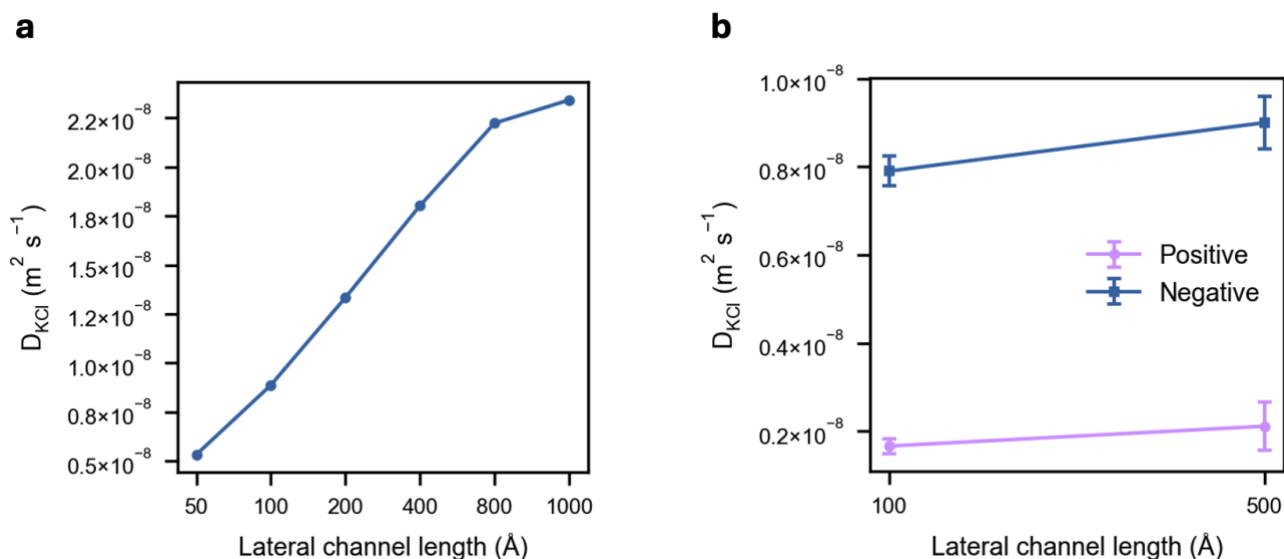 a
2.2×10⁻⁸
2.0×10⁻⁸
1.8×10⁻⁸
1.5×10⁻⁸
1.2×10⁻⁸
1.0×10⁻⁸
0.8×10⁻⁸
0.5×10⁻⁸
D_KCl (m² s⁻¹)
50 100 200 400 800 1000
Lateral channel length (Å)
b
1.0×10⁻⁸
0.8×10⁻⁸
0.6×10⁻⁸
0.4×10⁻⁸
0.2×10⁻⁸
D_KCl (m² s⁻¹)
Positive
Negative
100 500
Lateral channel length (Å)